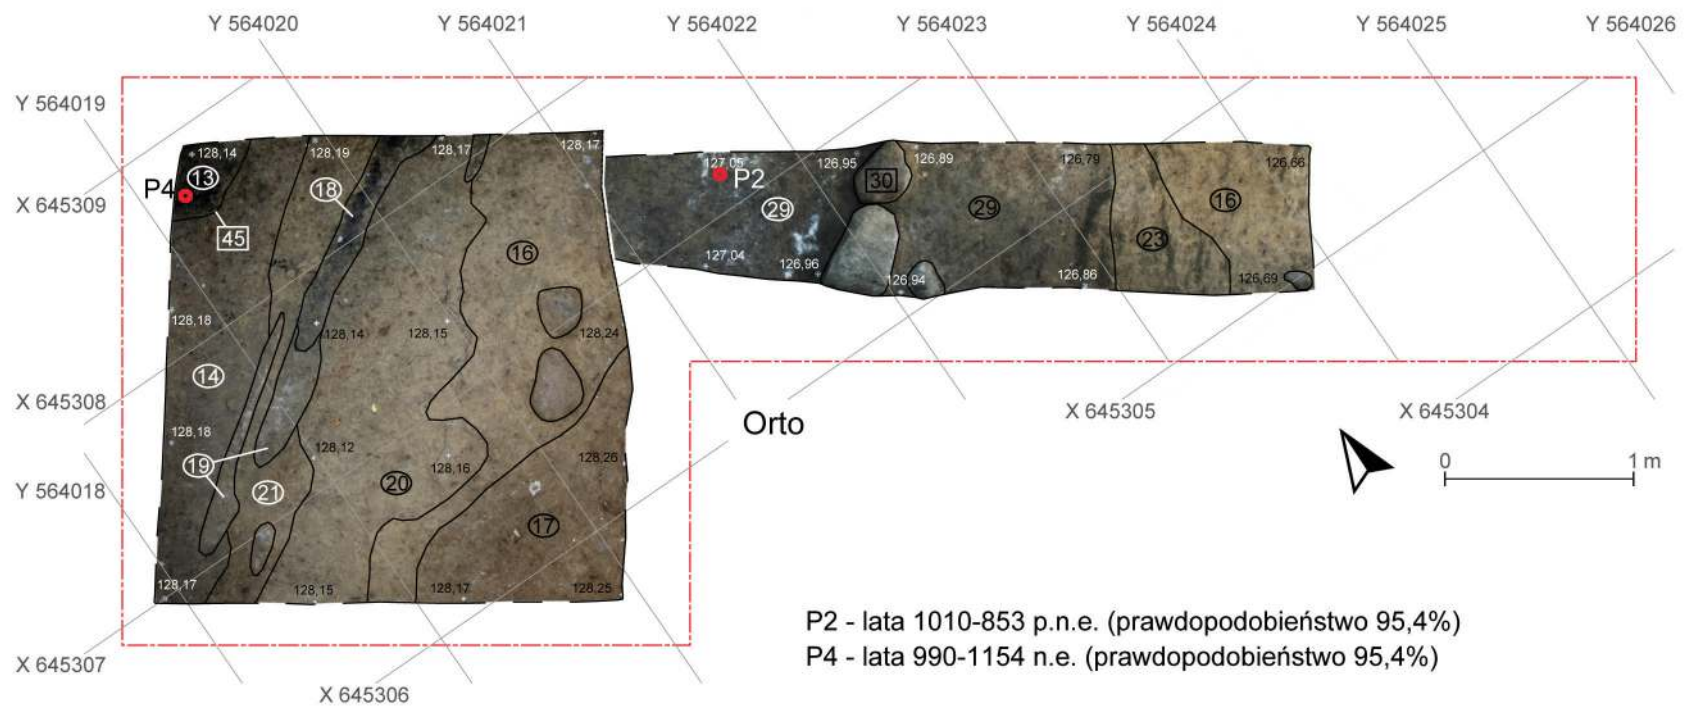 Y 564020 Y 564021 Y 564022 Y 564023 Y 564024 Y 564025 Y 564026
Y 564019
128,14 128,19 128,17 128,17 127,05 126,95 126,89 126,79 126,66
P4 13 18 P2 30
X 645309 45 16 29 29 23 16
127,04 126,96 126,94 126,86 126,69
128,18 128,14 128,15 128,24
14
X 645308 X 645305 X 645304
Orto
128,18 128,12 128,16 128,26
19 21 20 0 1 m
Y 564018
17
128,17 128,15 128,17 128,25
P2 - lata 1010-853 p.n.e. (prawdopodobieństwo 95,4%)
P4 - lata 990-1154 n.e. (prawdopodobieństwo 95,4%)
X 645307
X 645306